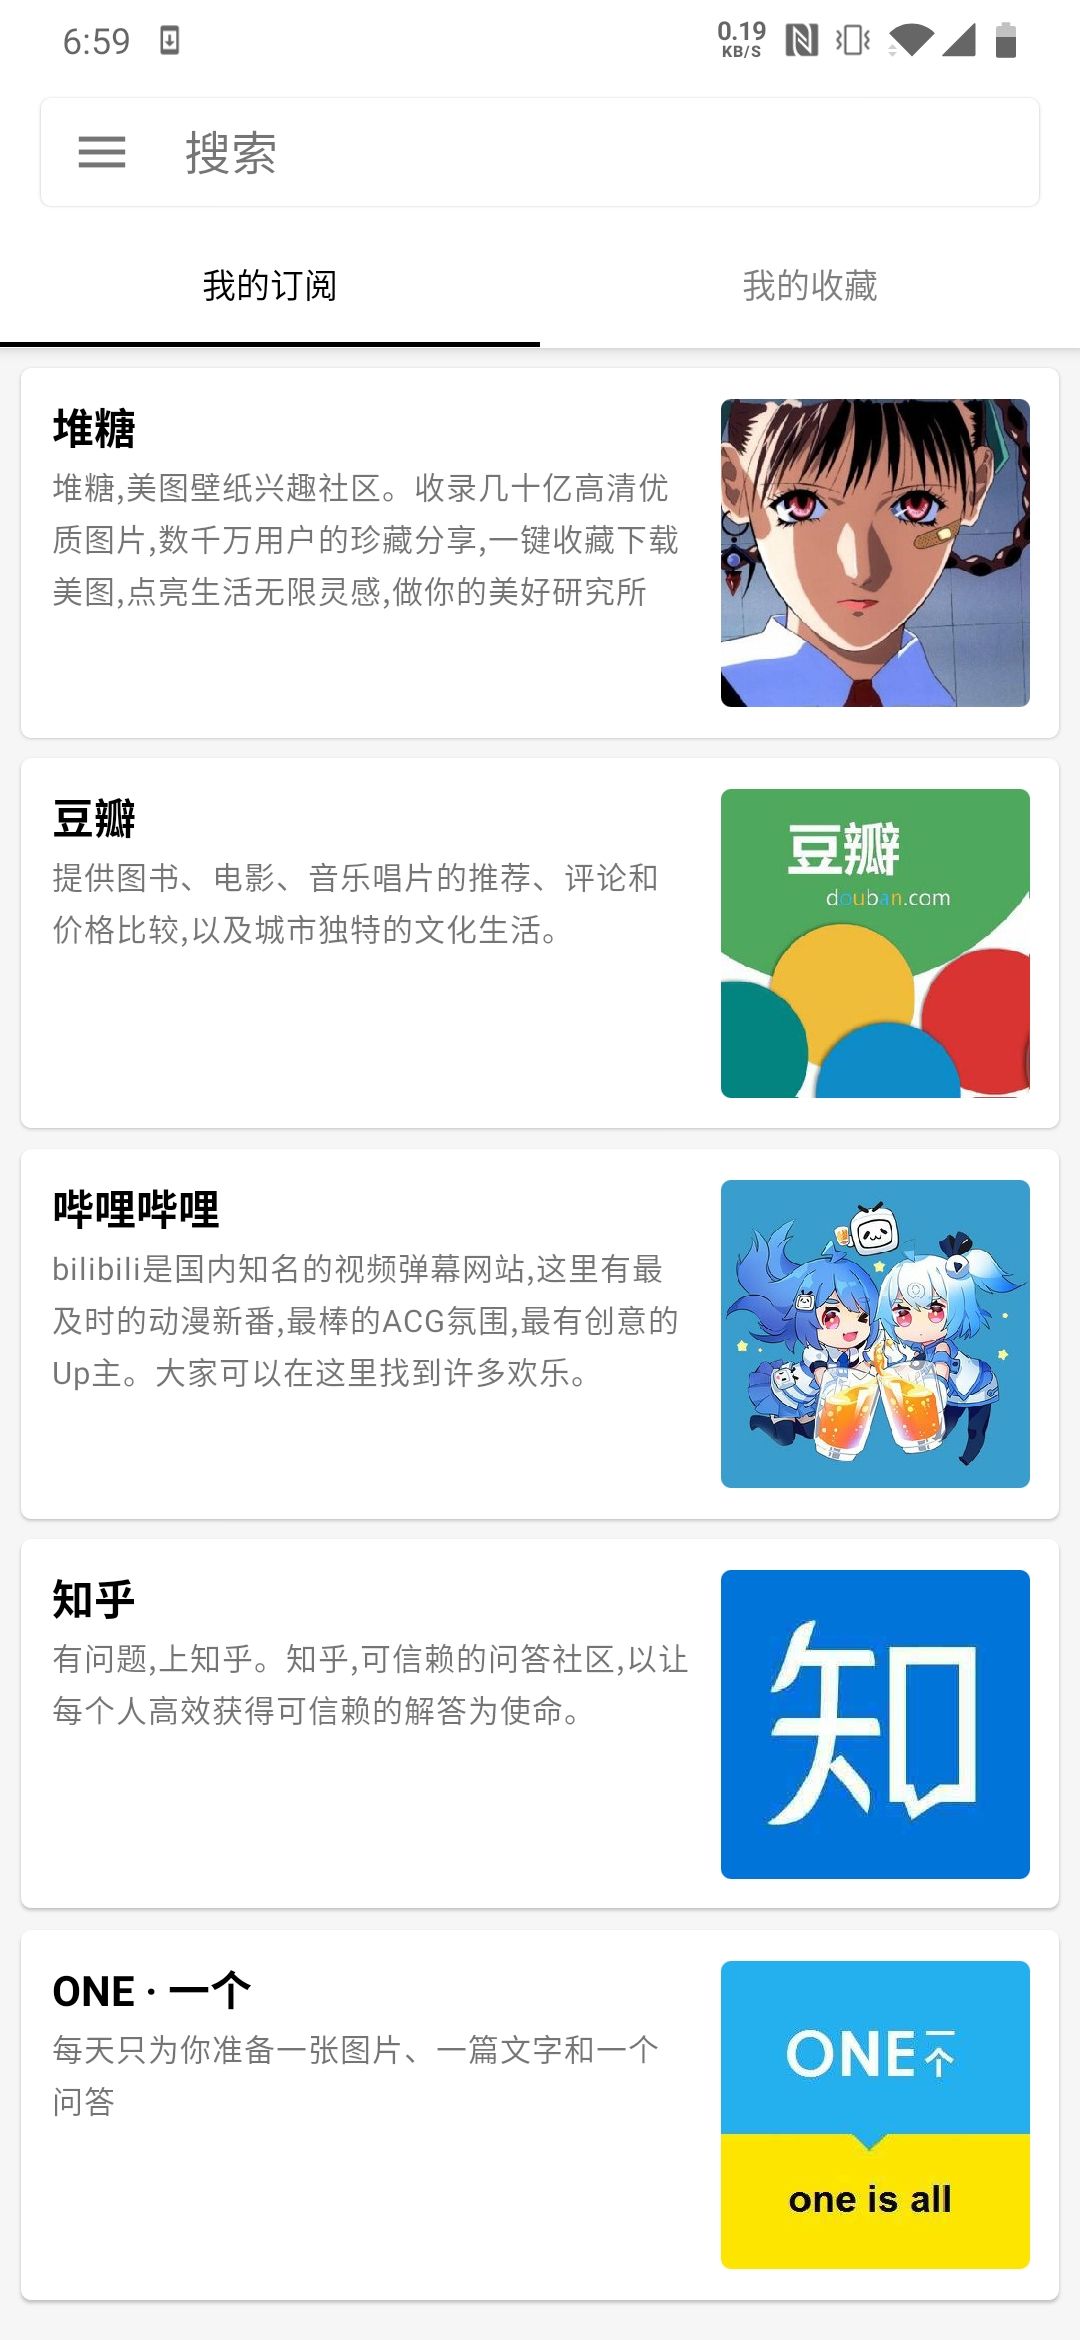 6:59
0.19
KB/S
搜索
我的订阅
我的收藏
堆糖
堆糖,美图壁纸兴趣社区。收录几十亿高清优
质图片,数千万用户的珍藏分享,一键收藏下载
美图,点亮生活无限灵感,做你的美好研究所
豆瓣
提供图书、电影、音乐唱片的推荐、评论和
价格比较,以及城市独特的文化生活。
豆瓣
douban.com
哔哩哔哩
bilibili是国内知名的视频弹幕网站,这里有最
及时的动漫新番,最棒的ACG氛围,最有创意的
Up主。大家可以在这里找到许多欢乐。
知乎
有问题,上知乎。知乎,可信赖的问答社区,以让
每个人高效获得可信赖的解答为使命。
知
ONE · 一个
每天只为你准备一张图片、一篇文字和一个
问答
ONE一个
one is all